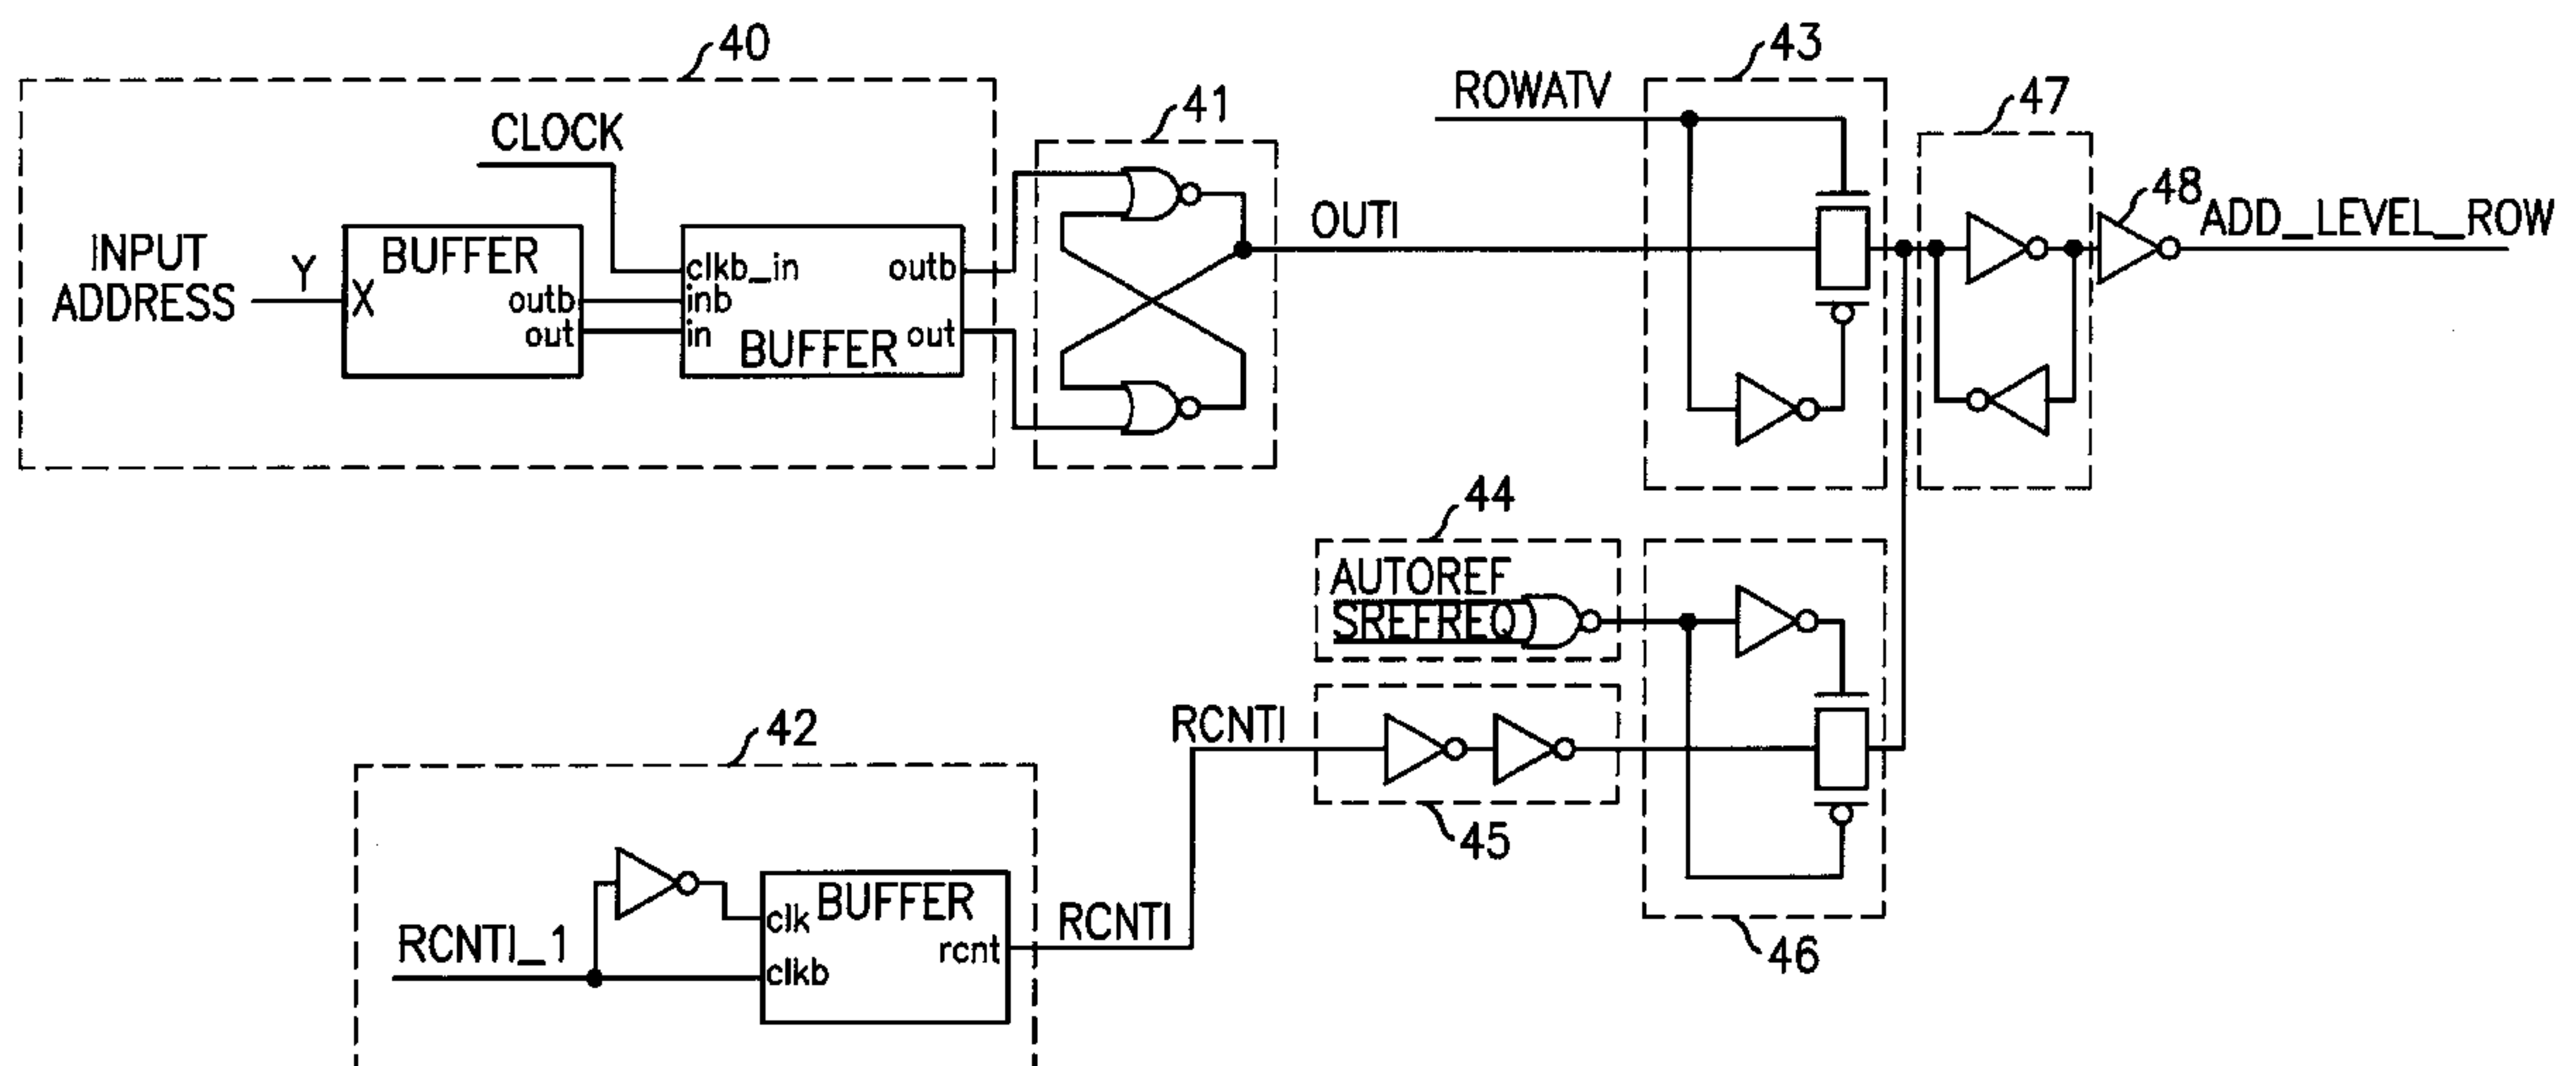 40
CLOCK
INPUT
ADDRESS
Y
X
BUFFER
outb
out
clkb_in
inb
in
outb
out
BUFFER
41
OUTI
ROWATV
43
47
48
ADD_LEVEL_ROW
44
AUTOREF
SREFREQ
RCNTI
45
46
42
RCNTI_1
clk
BUFFER
rcnt
clkb
RCNTI